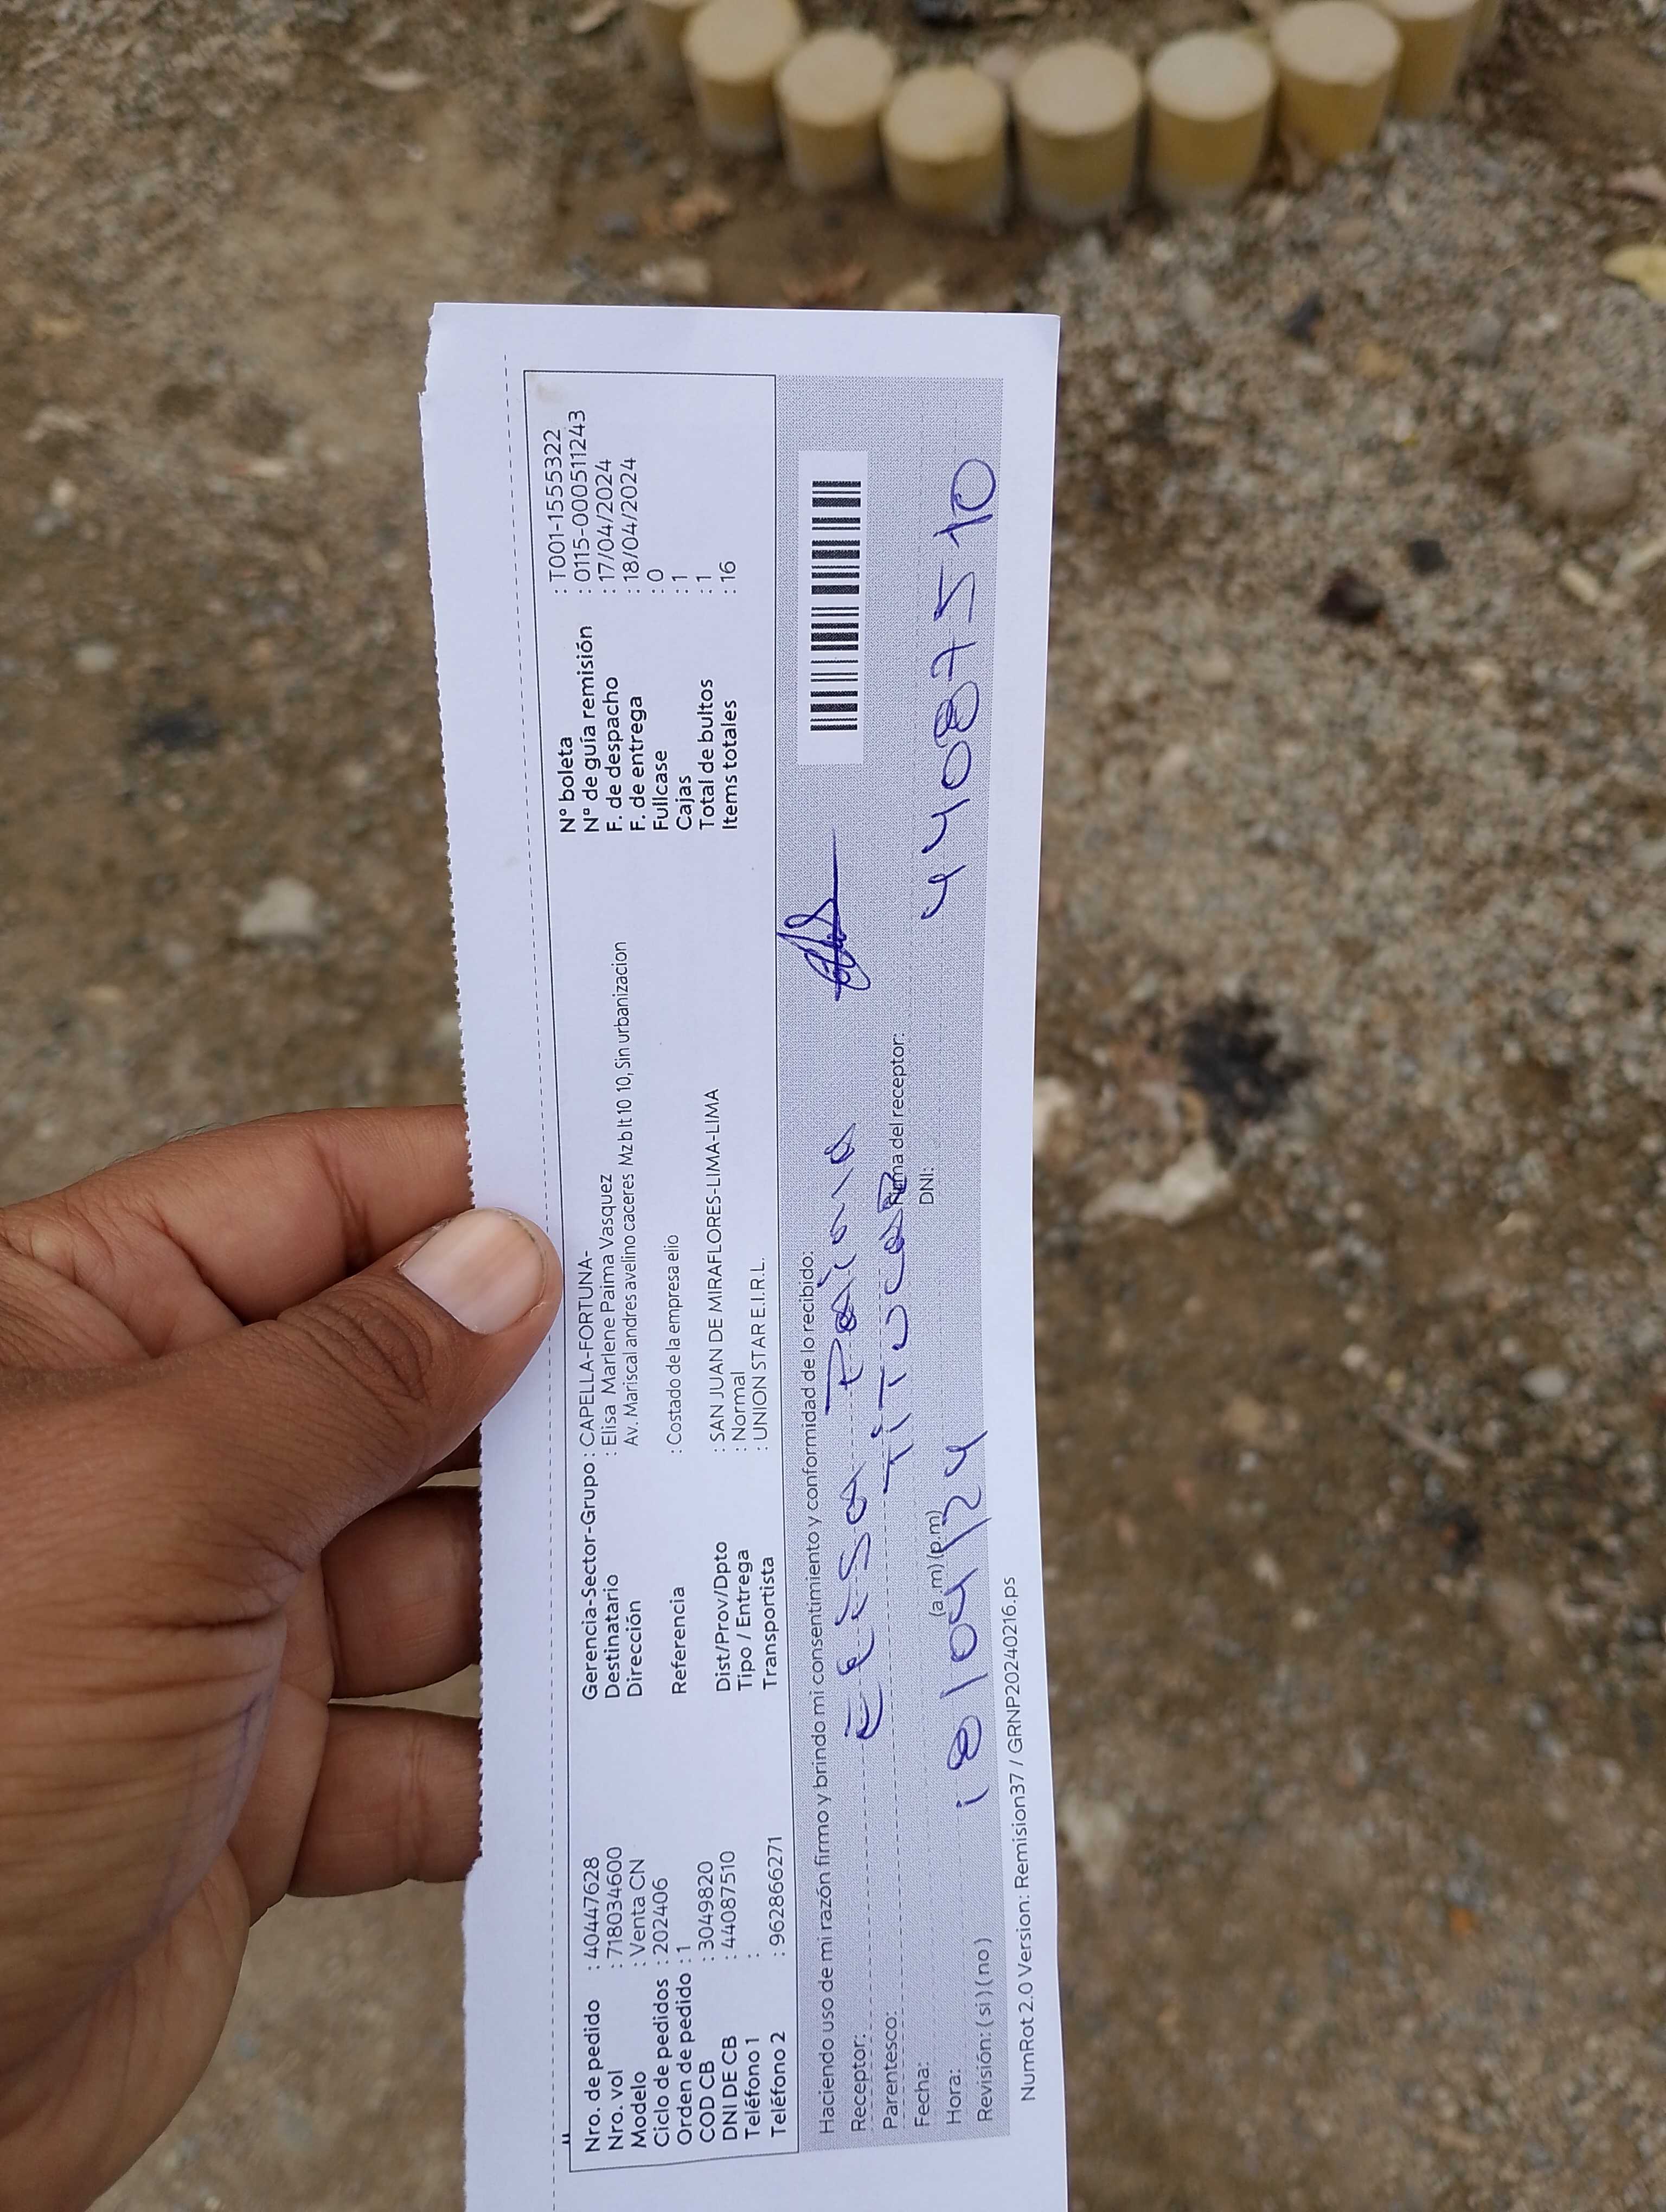 Nro. de pedido : 40447628
Nro. vol : 718034600
Modelo : Venta CN
Ciclo de pedidos : 202406
Orden de pedido : 1
COD CB : 3049820
DNI DE CB : 44087510
Teléfono 1 :
Teléfono 2 : 962866271
Gerencia-Sector-Grupo : CAPELLA-FORTUNA-
Destinatario : Elisa Marlene Paima Vasquez
Dirección Av. Mariscal andres avelino caceres Mz b lt 10 10, Sin urbanizacion
Referencia : Costado de la empresa elio
Dist/Prov/Dpto : SAN JUAN DE MIRAFLORES-LIMA-LIMA
Tipo / Entrega : Normal
Transportista : UNION STAR E.I.R.L.
N° boleta : T001-1555322
N° de guía remisión : 0115-0000511243
F. de despacho : 17/04/2024
F. de entrega : 18/04/2024
Fullcase : 0
Cajas : 1
Total de bultos : 1
Items totales : 16
Haciendo uso de mi razón firmo y brindo mi consentimiento y conformidad de lo recibido:
Receptor: Elisa Paima
Parentesco: TiTULAR
Firma del receptor:
Fecha: 18/04/24
DNI: 44087510
Hora: (a.m) (p.m)
Revisión: ( si ) ( no )
NumRot 2.0 Version: Remision37 / GRNP20240216.ps